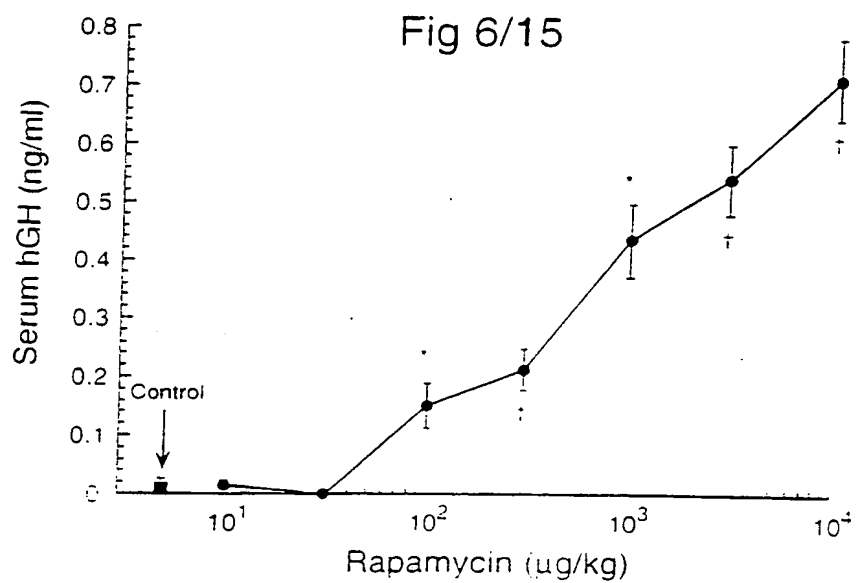 Fig 6/15
Serum hGH (ng/ml)
0.8
0.7
0.6
0.5
0.4
0.3
0.2
0.1
0
Control
*
†
*
†
†
10¹ 10² 10³ 10⁴
Rapamycin (µg/kg)